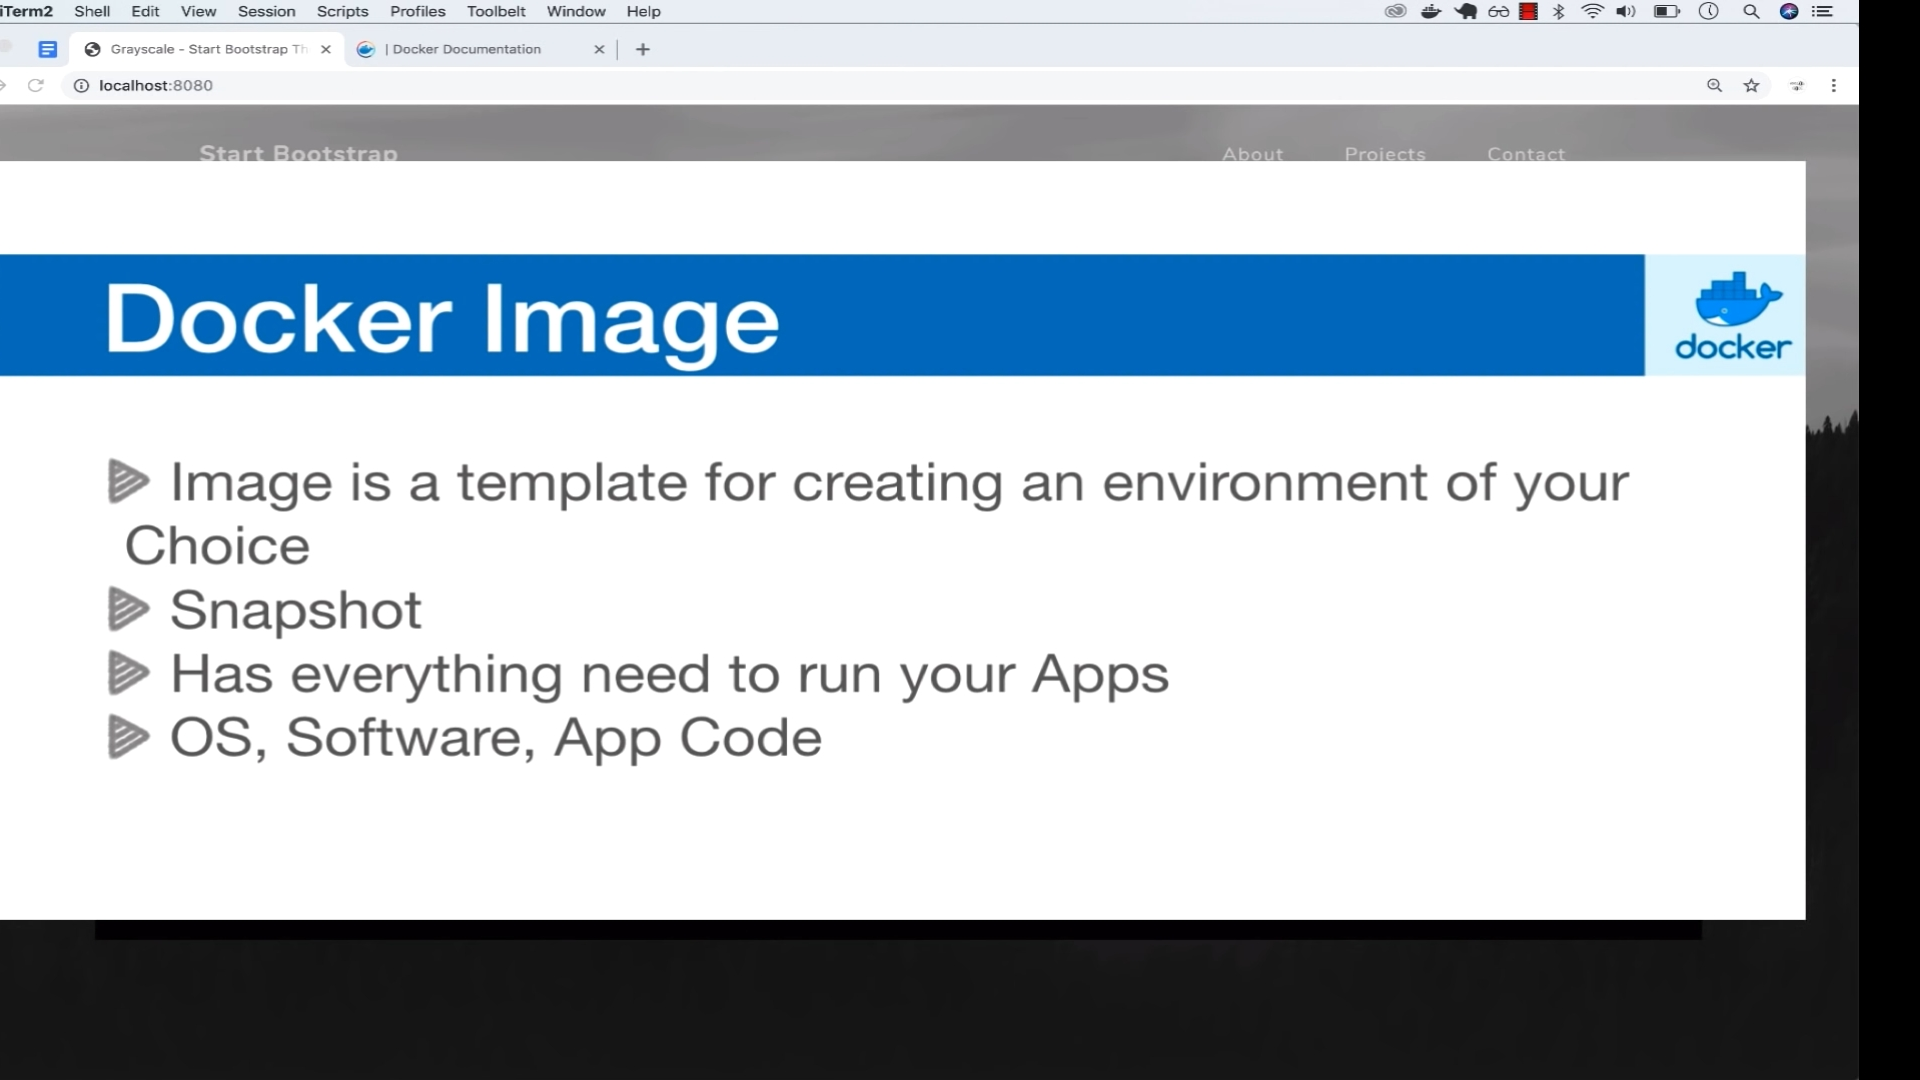 iTerm2 Shell Edit View Session Scripts Profiles Toolbelt Window Help
Grayscale - Start Bootstrap Th
| Docker Documentation
localhost:8080
Start Bootstrap About Projects Contact
Docker Image
docker
Image is a template for creating an environment of your
Choice
Snapshot
Has everything need to run your Apps
OS, Software, App Code